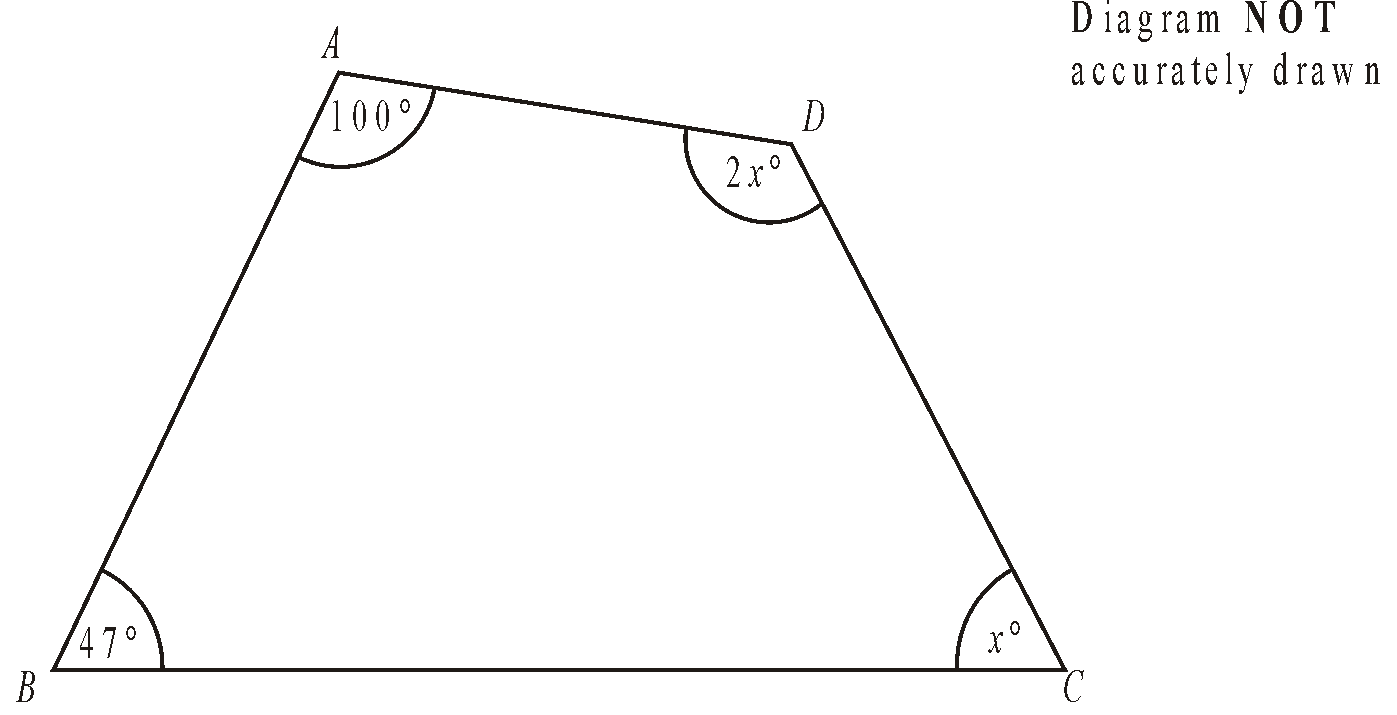 Diagram NOT
accurately drawn
A
100°
D
2x°
47°
x°
B
C